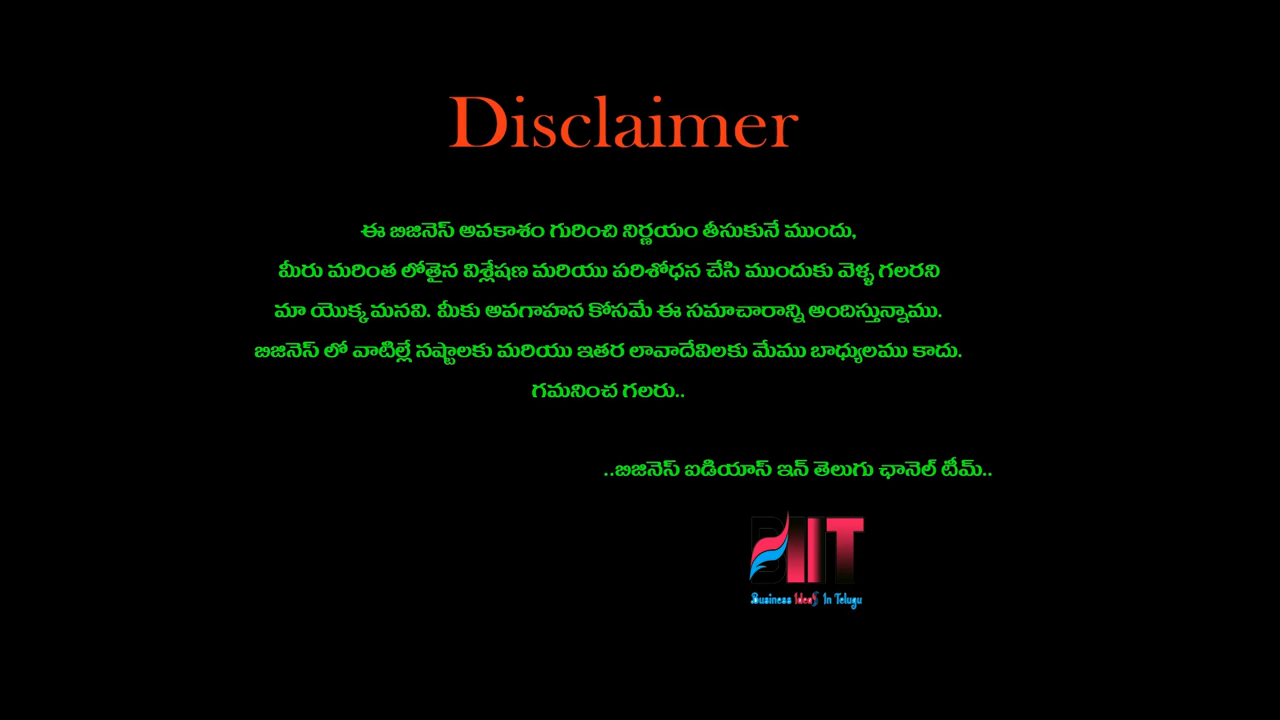 Disclaimer
ఈ బిజినెస్ అవకాశం గురించి నిర్ణయం తీసుకునే ముందు,
మీరు మరింత లోతైన విశ్లేషణ మరియు పరిశోధన చేసి ముందుకు వెళ్ళ గలరని
మా యొక్క మనవి. మీకు అవగాహన కోసమే ఈ సమాచారాన్ని అందిస్తున్నాము.
బిజినెస్ లో వాటిల్లే నష్టాలకు మరియు ఇతర లావాదేవిలకు మేము బాధ్యులము కాదు.
గమనించ గలరు..
..బిజినెస్ ఐడియాస్ ఇన్ తెలుగు ఛానెల్ టీమ్..
BIIT
Business Ideas In Telugu